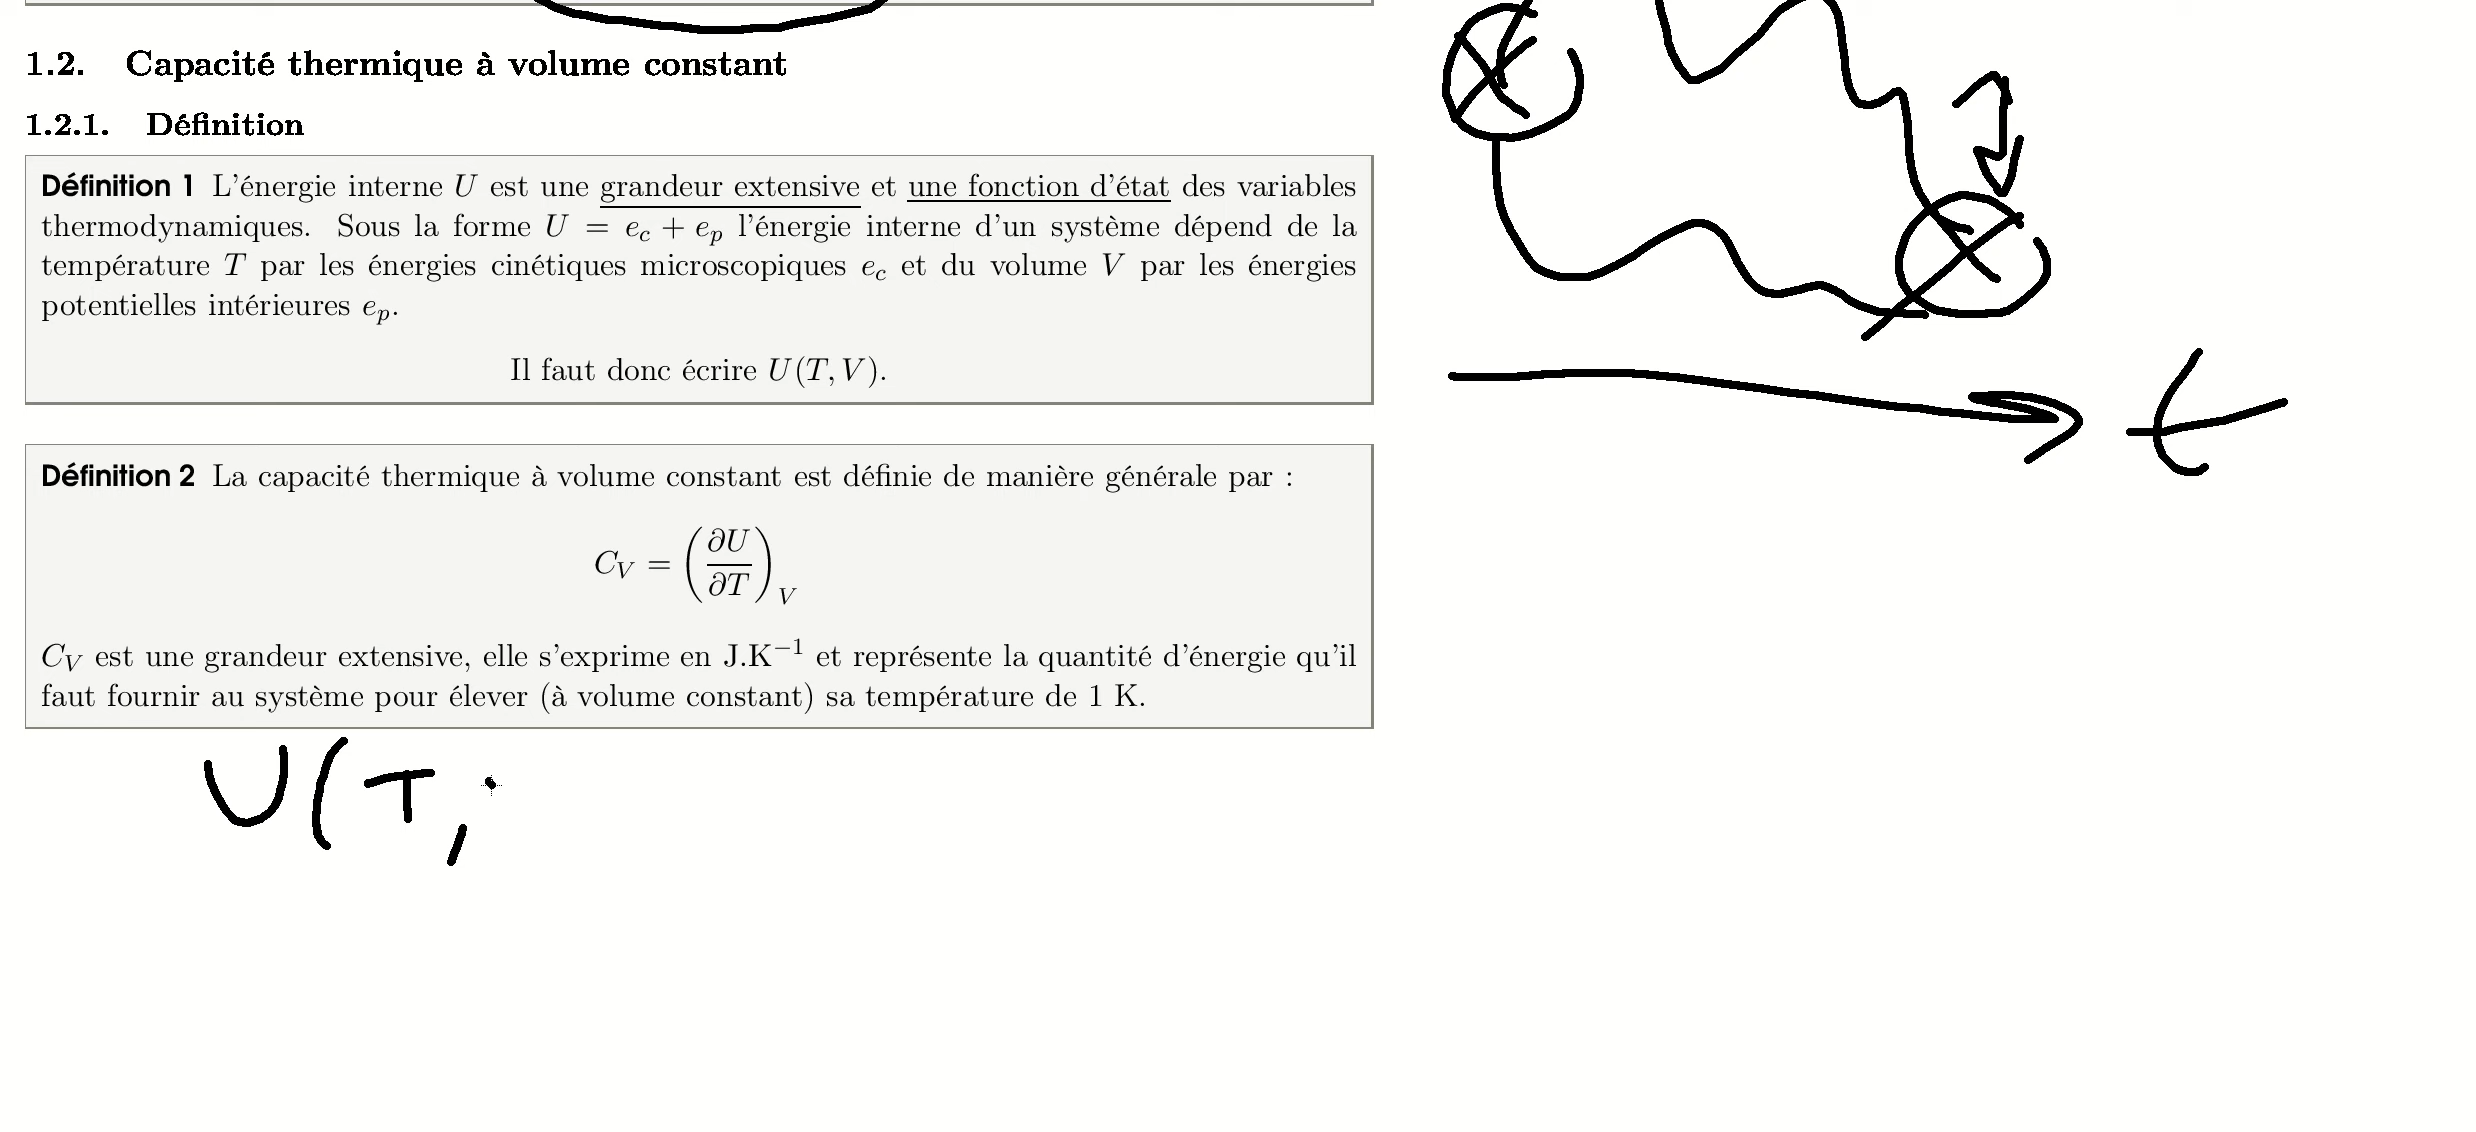 1.2. Capacité thermique à volume constant
1.2.1. Définition
Définition 1 L'énergie interne U est une grandeur extensive et une fonction d'état des variables
thermodynamiques. Sous la forme U = e_c + e_p l'énergie interne d'un système dépend de la
température T par les énergies cinétiques microscopiques e_c et du volume V par les énergies
potentielles intérieures e_p.
Il faut donc écrire U(T, V).
Définition 2 La capacité thermique à volume constant est définie de manière générale par :
C_V = (∂U/∂T)_V
C_V est une grandeur extensive, elle s'exprime en J.K⁻¹ et représente la quantité d'énergie qu'il
faut fournir au système pour élever (à volume constant) sa température de 1 K.
U(T,
t